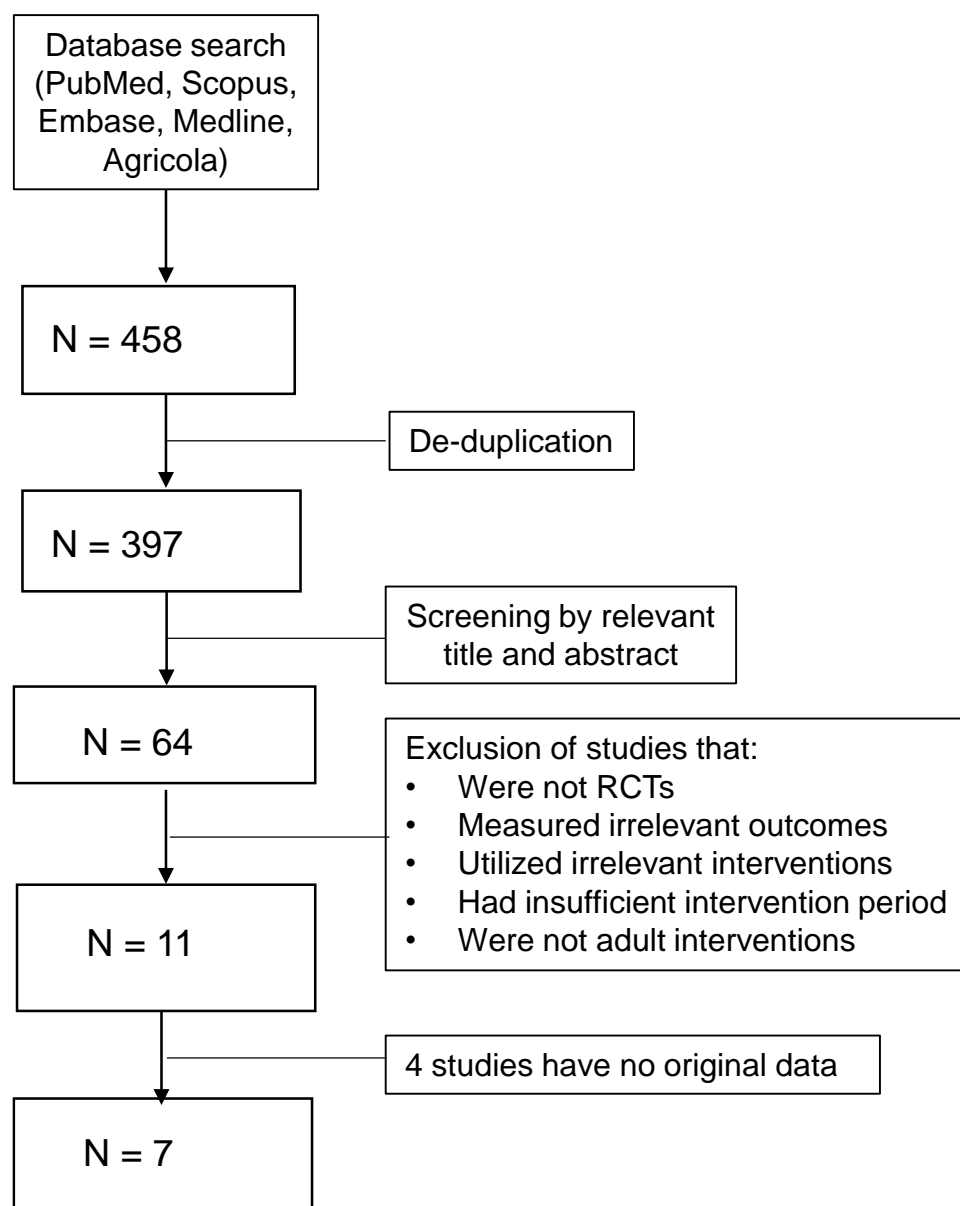 Database search
(PubMed, Scopus,
Embase, Medline,
Agricola)
N = 458
De-duplication
N = 397
Screening by relevant
title and abstract
N = 64
Exclusion of studies that:
• Were not RCTs
• Measured irrelevant outcomes
• Utilized irrelevant interventions
• Had insufficient intervention period
• Were not adult interventions
N = 11
4 studies have no original data
N = 7